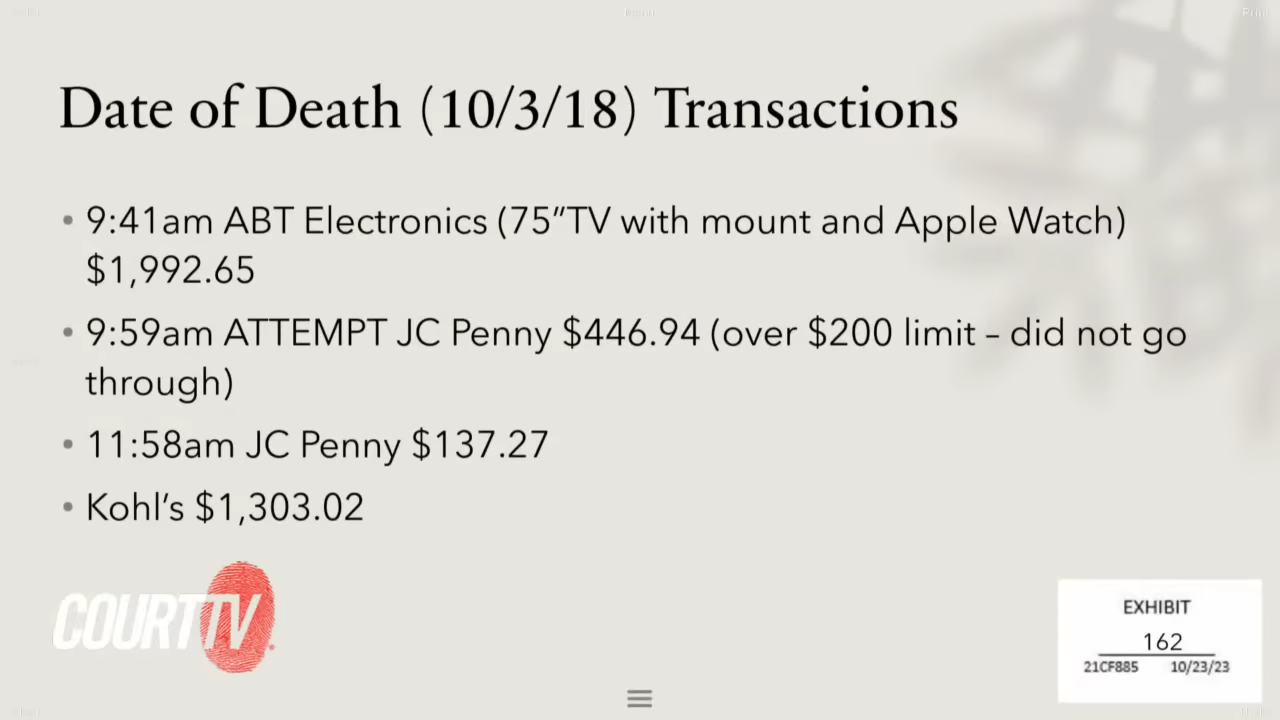 Date of Death (10/3/18) Transactions
• 9:41am ABT Electronics (75”TV with mount and Apple Watch)
$1,992.65
• 9:59am ATTEMPT JC Penny $446.94 (over $200 limit – did not go
through)
• 11:58am JC Penny $137.27
• Kohl’s $1,303.02
COURT TV
EXHIBIT
162
21CF885 10/23/23